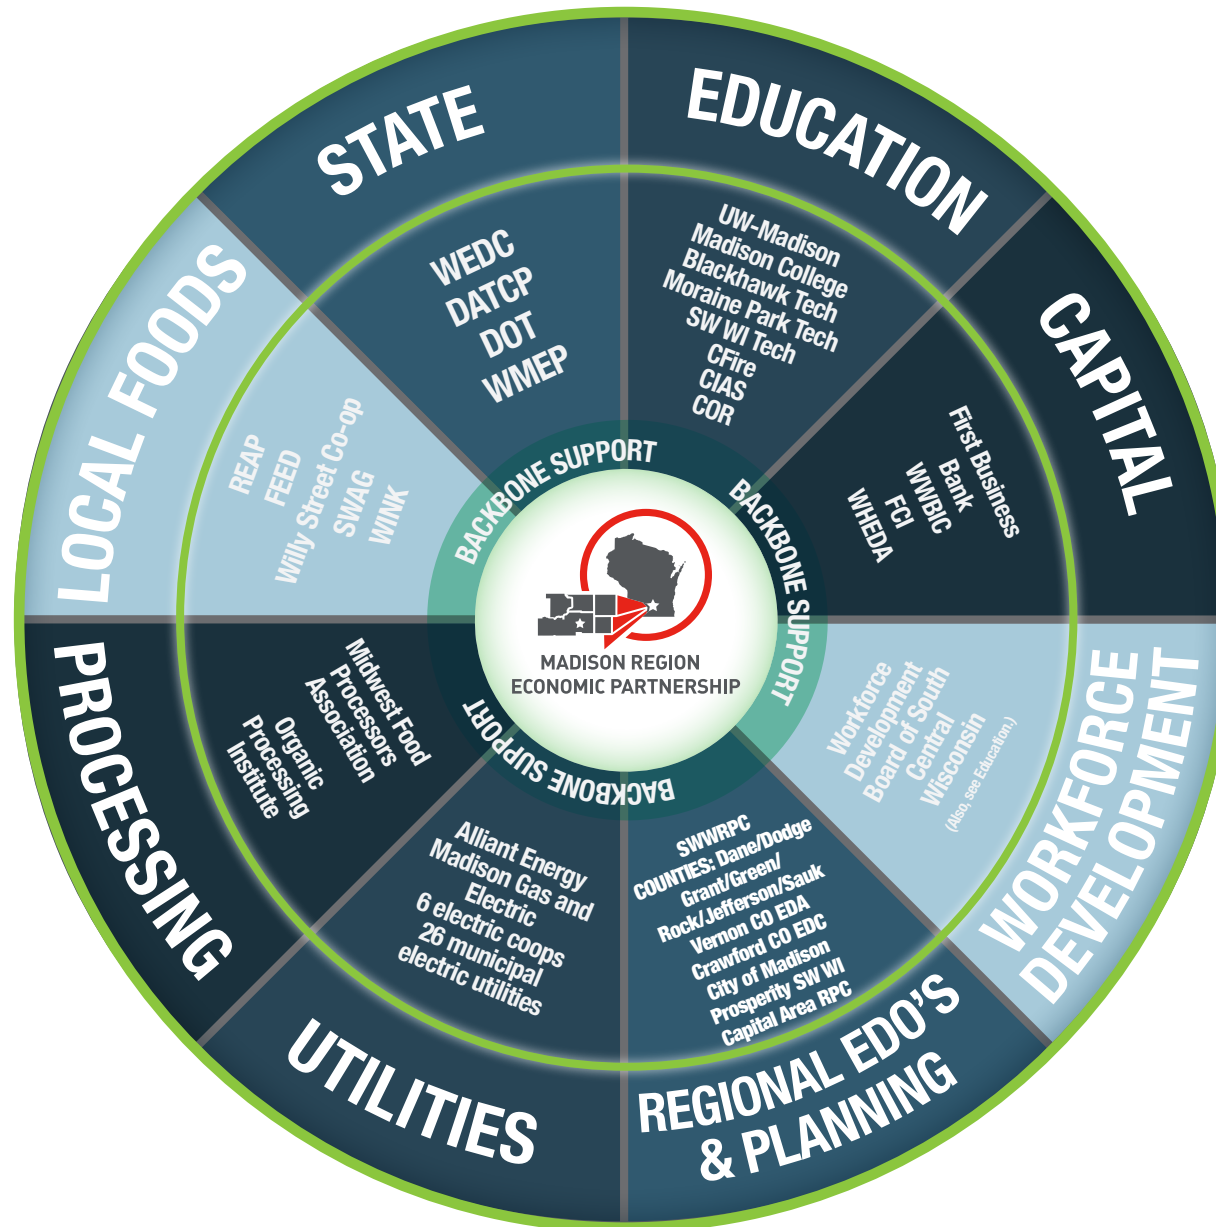 STATE
WEDC
DATCP
DOT
WMEP
EDUCATION
UW-Madison
Madison College
Blackhawk Tech
Moraine Park Tech
SW WI Tech
CFire
CIAS
COR
CAPITAL
First Business
Bank
WWBIC
FCI
WHEDA
WORKFORCE
DEVELOPMENT
Workforce
Development
Board of South
Central
Wisconsin
(Also, see Education.)
REGIONAL EDO'S
& PLANNING
SWWRPC
COUNTIES: Dane/Dodge
Grant/Green/
Rock/Jefferson/Sauk
Vernon CO EDA
Crawford CO EDC
City of Madison
Prosperity SW WI
Capital Area RPC
UTILITIES
Alliant Energy
Madison Gas and
Electric
6 electric coops
26 municipal
electric utilities
PROCESSING
Midwest Food
Processors
Association
Organic
Processing
Institute
LOCAL FOODS
REAP
FEED
Willy Street Co-op
SWAG
WINK
BACKBONE SUPPORT
BACKBONE SUPPORT
BACKBONE SUPPORT
MADISON REGION
ECONOMIC PARTNERSHIP